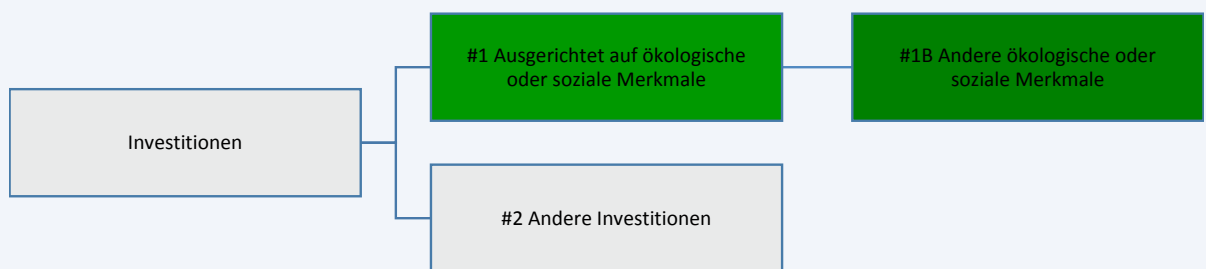 #1 Ausgerichtet auf ökologische
oder soziale Merkmale
#1B Andere ökologische oder
soziale Merkmale
Investitionen
#2 Andere Investitionen